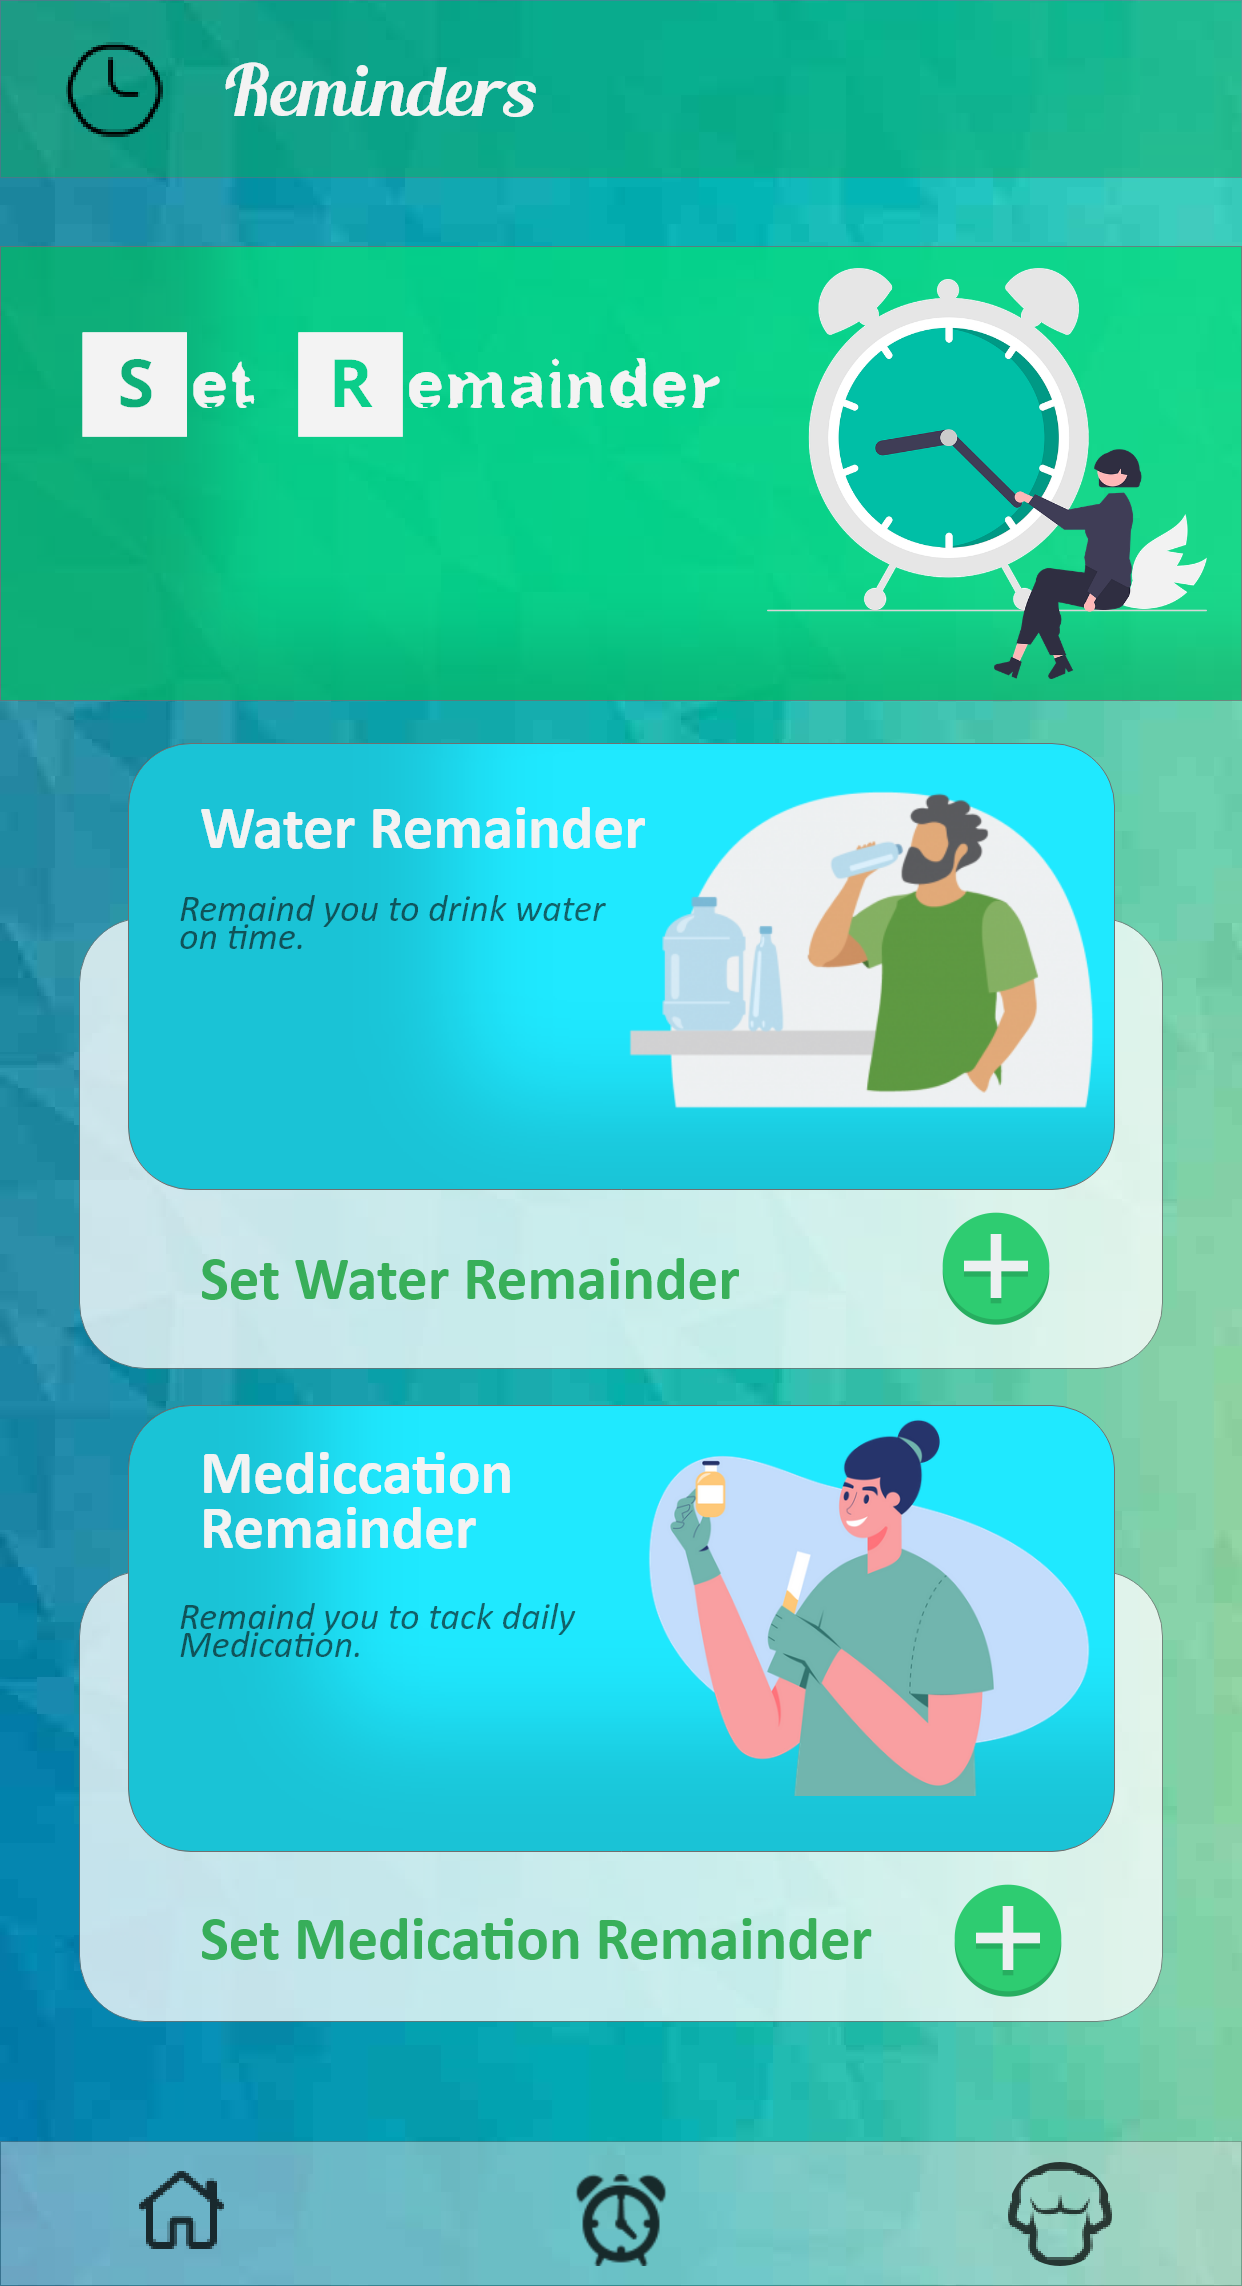 Reminders
Set Remainder
Water Remainder
Remaind you to drink water
on time.
Set Water Remainder
Mediccation
Remainder
Remaind you to tack daily
Medication.
Set Medication Remainder